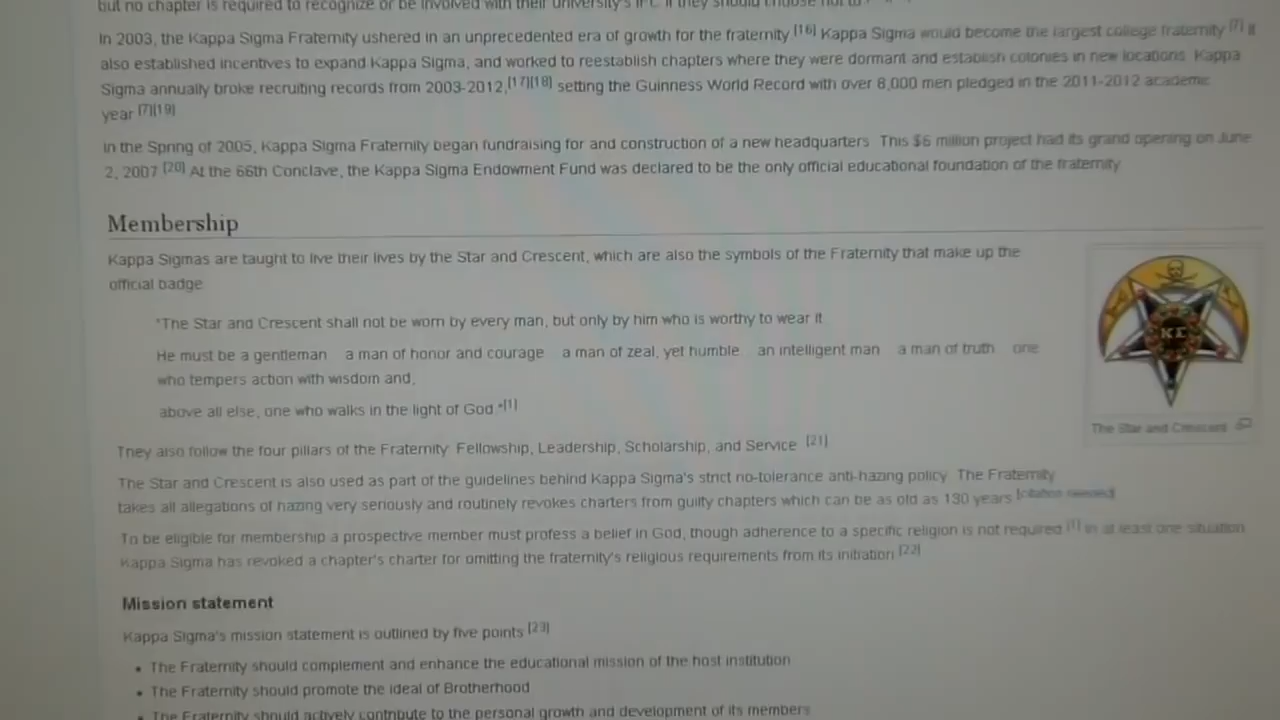 but no chapter is required to recognize or be involved with their university's IFC if they should choose not to
In 2003, the Kappa Sigma Fraternity ushered in an unprecedented era of growth for the fraternity [16] Kappa Sigma would become the largest college fraternity [7] It
also established incentives to expand Kappa Sigma, and worked to reestablish chapters where they were dormant and establish colonies in new locations Kappa
Sigma annually broke recruiting records from 2003-2012,[17][18] setting the Guinness World Record with over 8,000 men pledged in the 2011-2012 academic
year [7][19]
In the Spring of 2005, Kappa Sigma Fraternity began fundraising for and construction of a new headquarters This $6 million project had its grand opening on June
2, 2007 [20] At the 66th Conclave, the Kappa Sigma Endowment Fund was declared to be the only official educational foundation of the fraternity
Membership
Kappa Sigmas are taught to live their lives by the Star and Crescent, which are also the symbols of the Fraternity that make up the
official badge
"The Star and Crescent shall not be worn by every man, but only by him who is worthy to wear it
He must be a gentleman a man of honor and courage a man of zeal, yet humble an intelligent man a man of truth one
who tempers action with wisdom and,
above all else, one who walks in the light of God "[1]
ΚΣ
The Star and Crescent
They also follow the four pillars of the Fraternity Fellowship, Leadership, Scholarship, and Service [21]
The Star and Crescent is also used as part of the guidelines behind Kappa Sigma's strict no-tolerance anti-hazing policy The Fraternity
takes all allegations of hazing very seriously and routinely revokes charters from guilty chapters which can be as old as 130 years [citation needed]
To be eligible for membership a prospective member must profess a belief in God, though adherence to a specific religion is not required [1] In at least one situation
Kappa Sigma has revoked a chapter's charter for omitting the fraternity's religious requirements from its initiation [22]
Mission statement
Kappa Sigma's mission statement is outlined by five points [23]
• The Fraternity should complement and enhance the educational mission of the host institution
• The Fraternity should promote the ideal of Brotherhood
• The Fraternity should actively contribute to the personal growth and development of its members